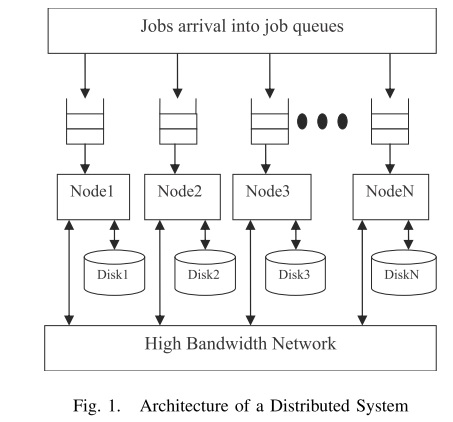 Jobs arrival into job queues
Node1 Node2 Node3 NodeN
Disk1 Disk2 Disk3 DiskN
High Bandwidth Network
Fig. 1. Architecture of a Distributed System